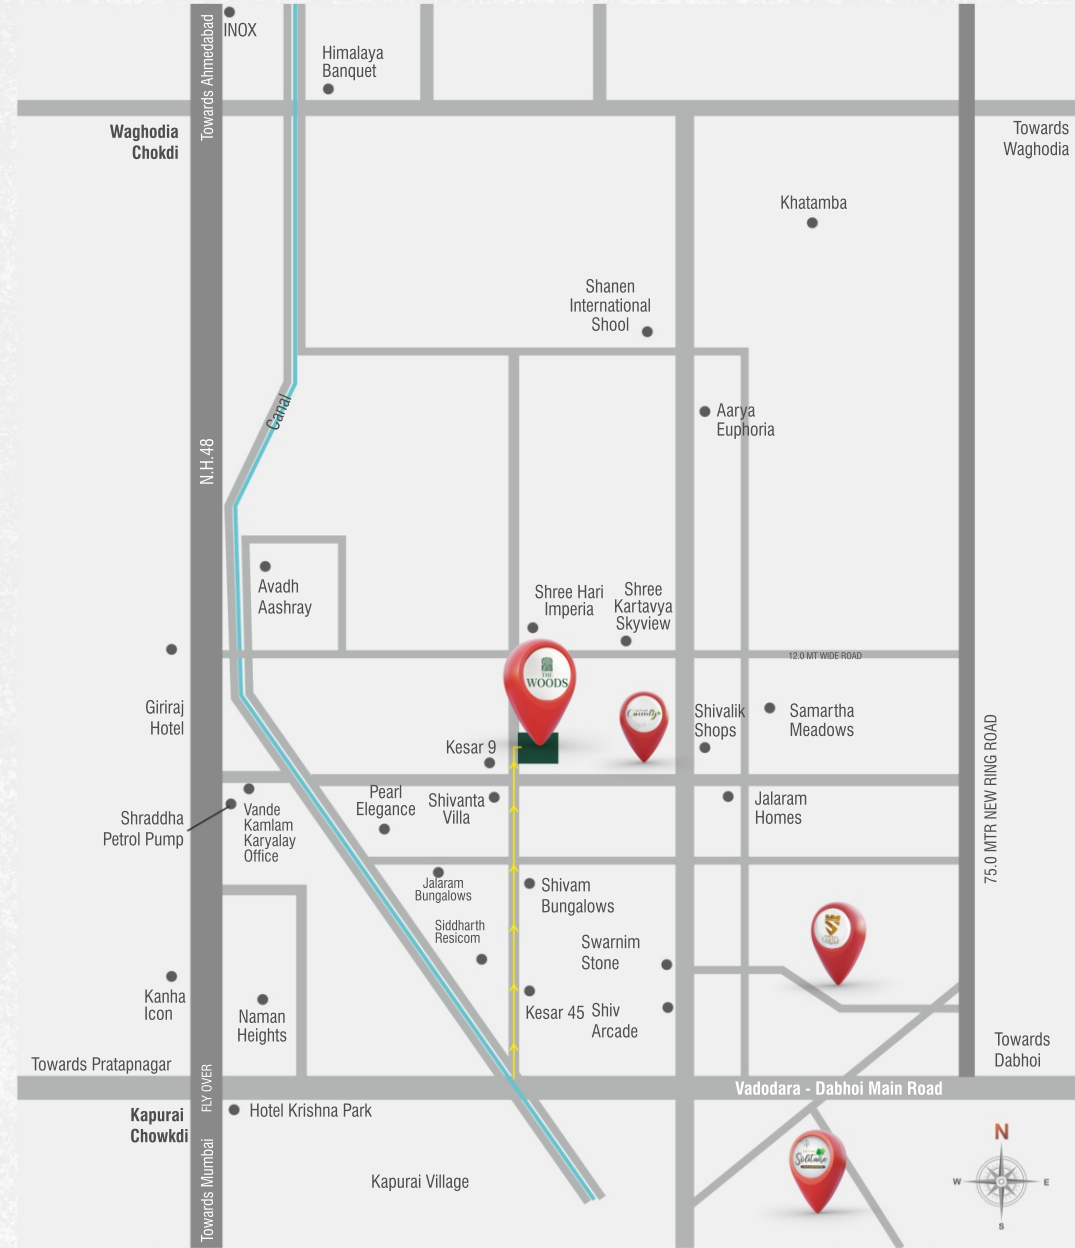 INOX
Towards Ahmedabad
Himalaya
Banquet
Waghodia
Chokdi
Towards
Waghodia
Khatamba
Shanen
International
Shool
Canal
Aarya
Euphoria
N.H.48
Avadh
Aashray
Shree Hari
Imperia
Shree
Kartavya
Skyview
12.0 MT WIDE ROAD
THE
WOODS
County
Giriraj
Hotel
Shivalik
Shops
Samartha
Meadows
Kesar 9
75.0 MTR NEW RING ROAD
Shraddha
Petrol Pump
Vande
Kamlam
Karyalay
Office
Pearl
Elegance
Shivanta
Villa
Jalaram
Homes
Jalaram
Bungalows
Shivam
Bungalows
Siddharth
Resicom
Swarnim
Stone
S
Kanha
Icon
Naman
Heights
Kesar 45
Shiv
Arcade
Towards Pratapnagar
Towards
Dabhoi
FLY OVER
Vadodara - Dabhoi Main Road
Kapurai
Chowkdi
Hotel Krishna Park
Towards Mumbai
Kapurai Village
Solitaire
N
W
E
S